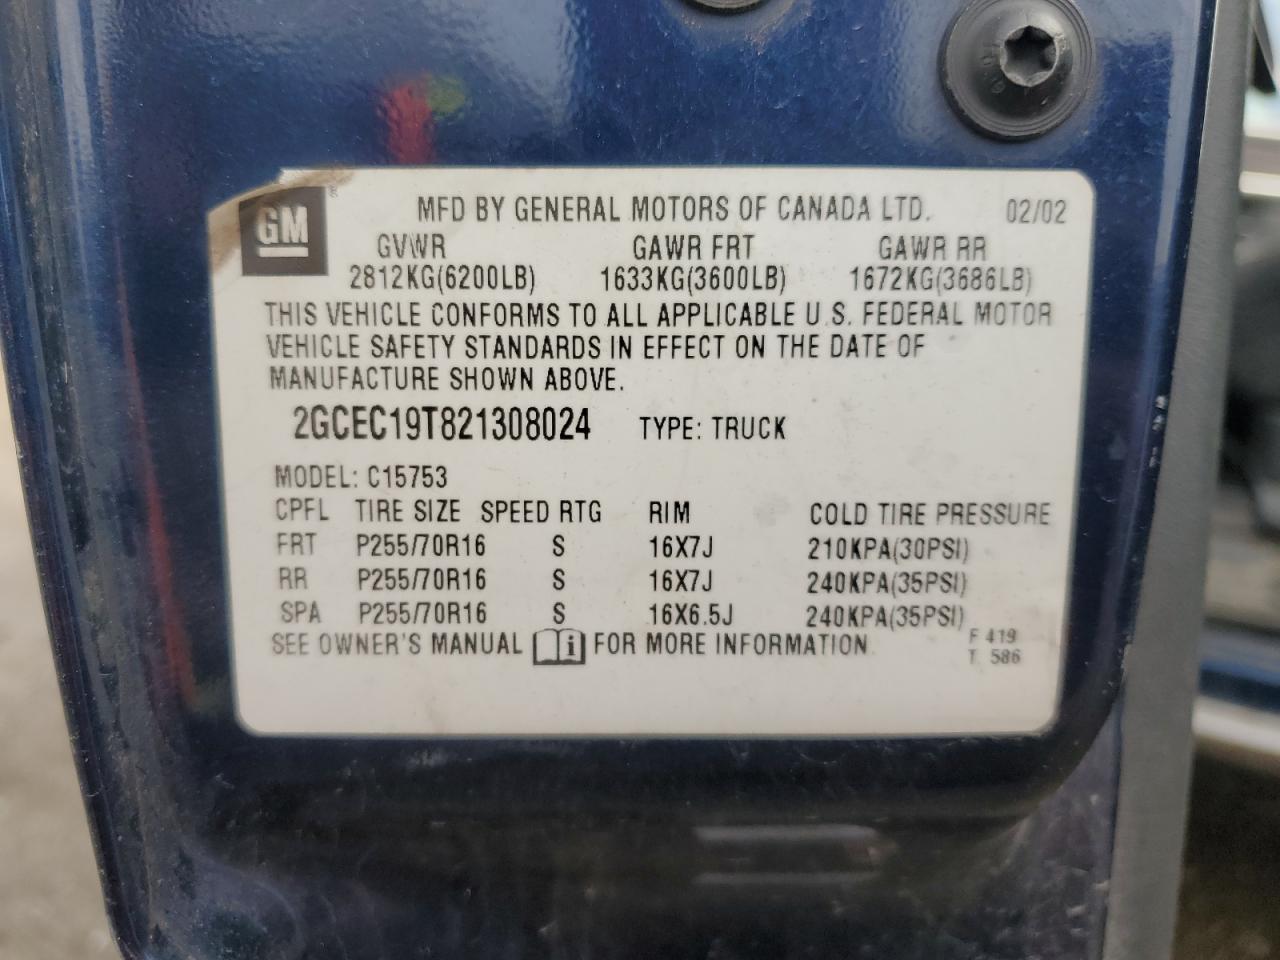 GM ® MFD BY GENERAL MOTORS OF CANADA LTD. 02/02
GVWR GAWR FRT GAWR RR
2812KG(6200LB) 1633KG(3600LB) 1672KG(3686LB)
THIS VEHICLE CONFORMS TO ALL APPLICABLE U.S. FEDERAL MOTOR
VEHICLE SAFETY STANDARDS IN EFFECT ON THE DATE OF
MANUFACTURE SHOWN ABOVE.
2GCEC19T821308024 TYPE: TRUCK
MODEL: C15753
CPFL TIRE SIZE SPEED RTG RIM COLD TIRE PRESSURE
FRT P255/70R16 S 16X7J 210KPA(30PSI)
RR P255/70R16 S 16X7J 240KPA(35PSI)
SPA P255/70R16 S 16X6.5J 240KPA(35PSI)
SEE OWNER'S MANUAL i FOR MORE INFORMATION
F 419
T 586